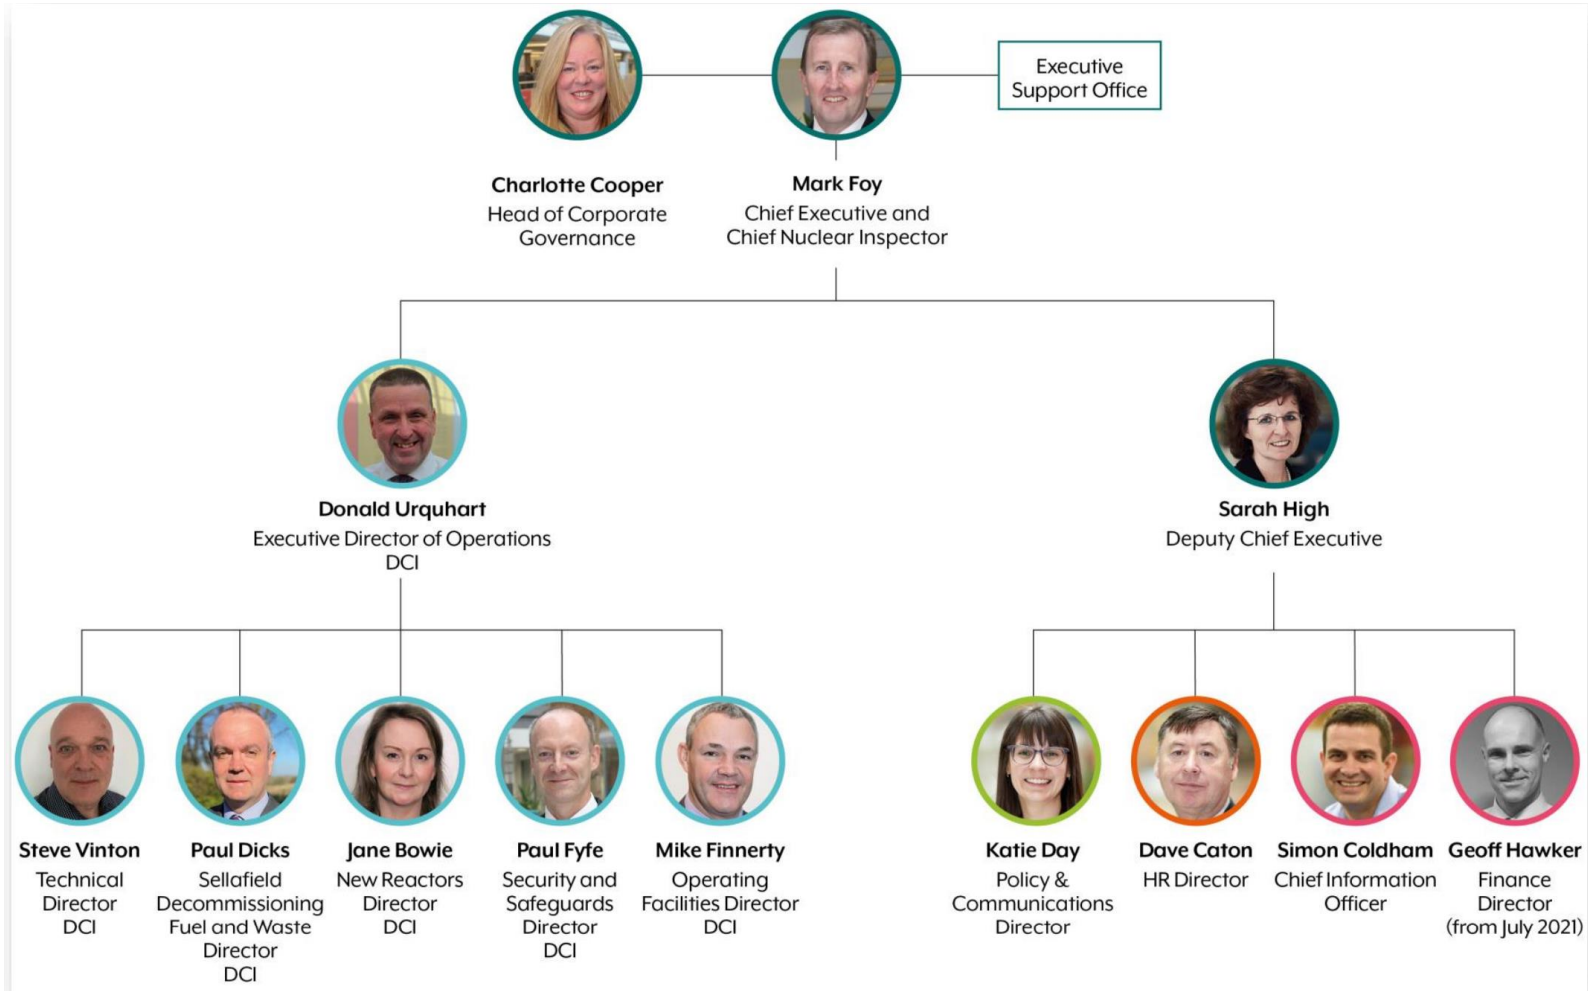 Executive
Support Office
Charlotte Cooper
Head of Corporate
Governance
Mark Foy
Chief Executive and
Chief Nuclear Inspector
Donald Urquhart
Executive Director of Operations
DCI
Sarah High
Deputy Chief Executive
Steve Vinton
Technical
Director
DCI
Paul Dicks
Sellafield
Decommissioning
Fuel and Waste
Director
DCI
Jane Bowie
New Reactors
Director
DCI
Paul Fyfe
Security and
Safeguards
Director
DCI
Mike Finnerty
Operating
Facilities Director
DCI
Katie Day
Policy &
Communications
Director
Dave Caton
HR Director
Simon Coldham
Chief Information
Officer
Geoff Hawker
Finance
Director
(from July 2021)